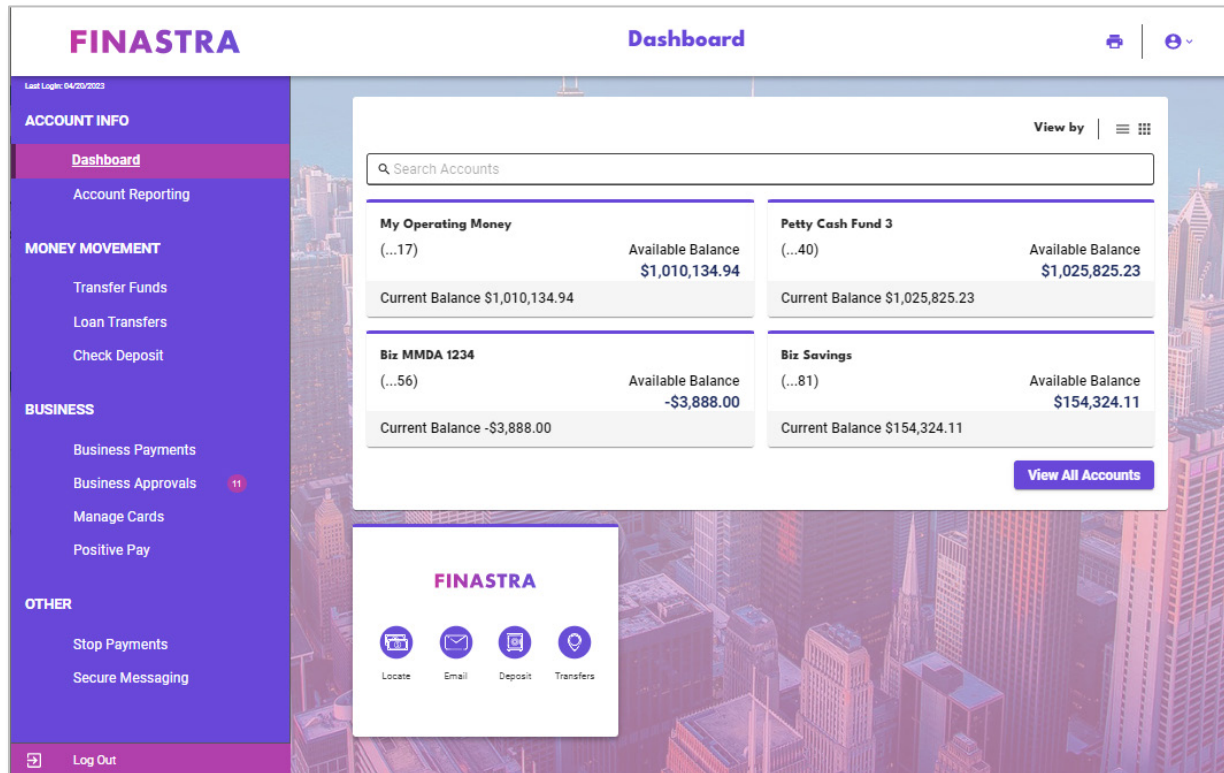 FINASTRA
Dashboard
Last Login: 04/20/2023
ACCOUNT INFO
Dashboard
Account Reporting
MONEY MOVEMENT
Transfer Funds
Loan Transfers
Check Deposit
BUSINESS
Business Payments
Business Approvals 11
Manage Cards
Positive Pay
OTHER
Stop Payments
Secure Messaging
Log Out
View by
Search Accounts
My Operating Money
(...17) Available Balance
$1,010,134.94
Current Balance $1,010,134.94
Petty Cash Fund 3
(...40) Available Balance
$1,025,825.23
Current Balance $1,025,825.23
Biz MMDA 1234
(...56) Available Balance
-$3,888.00
Current Balance -$3,888.00
Biz Savings
(...81) Available Balance
$154,324.11
Current Balance $154,324.11
View All Accounts
FINASTRA
Locate Email Deposit Transfers